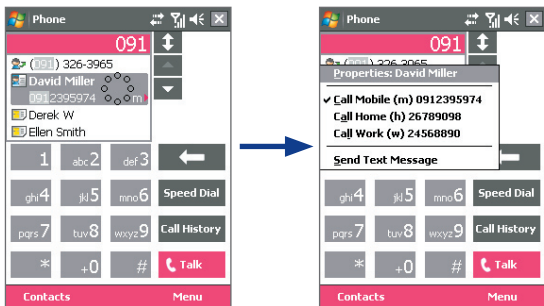 Phone
091
(091) 326-3965
David Miller
0912395974 m
Derek W
Ellen Smith
1 abc2 def3
ghi4 jkl5 mno6 Speed Dial
pqrs7 tuv8 wxyz9 Call History
* +0 # Talk
Contacts Menu
Phone
091
(091) 326-3965
Properties: David Miller
Call Mobile (m) 0912395974
Call Home (h) 26789098
Call Work (w) 24568890
Send Text Message
ghi4 jkl5 mno6 Speed Dial
pqrs7 tuv8 wxyz9 Call History
* +0 # Talk
Contacts Menu